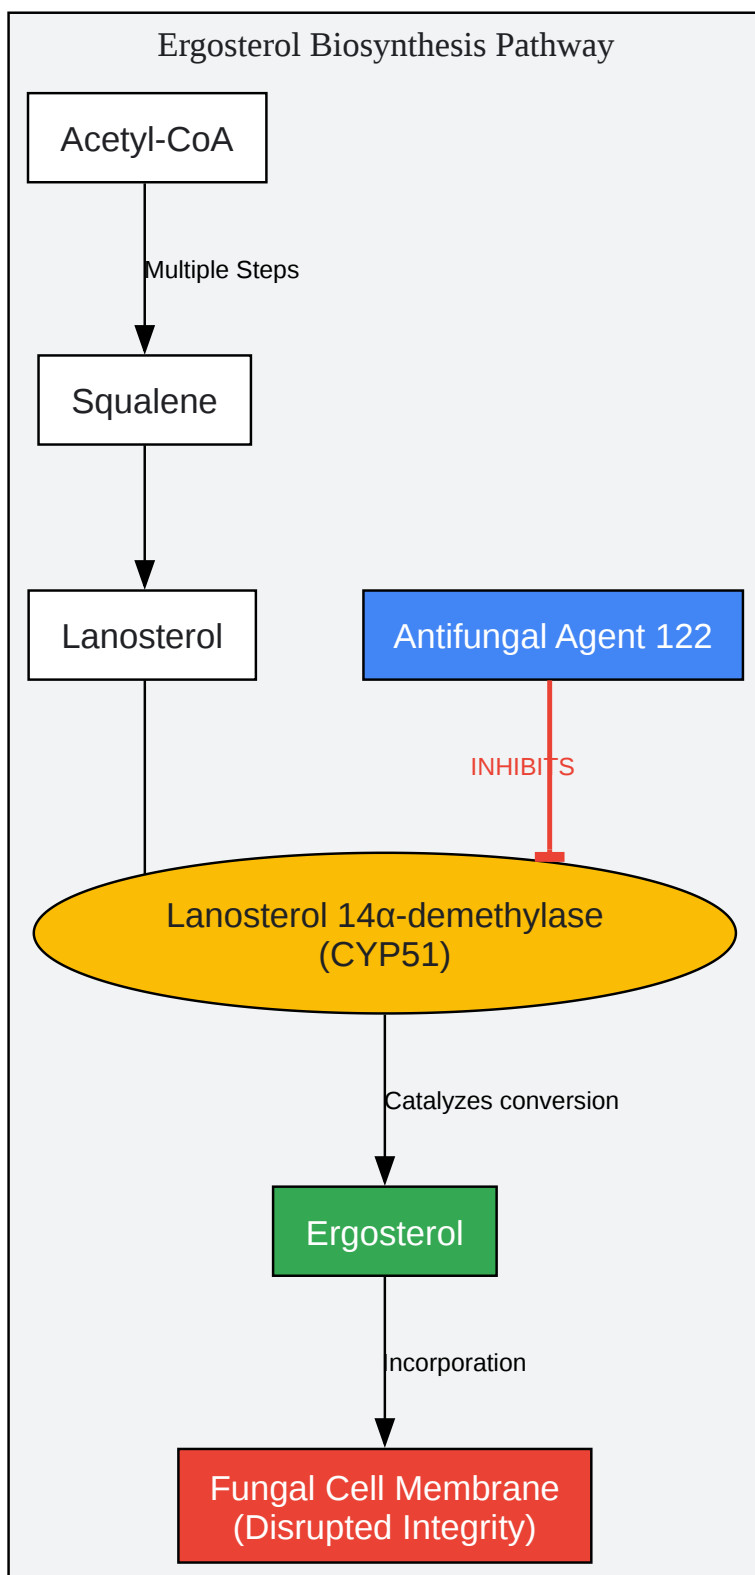 Ergosterol Biosynthesis Pathway
Acetyl-CoA
Multiple Steps
Squalene
Lanosterol
Antifungal Agent 122
INHIBITS
Lanosterol 14α-demethylase
(CYP51)
Catalyzes conversion
Ergosterol
Incorporation
Fungal Cell Membrane
(Disrupted Integrity)